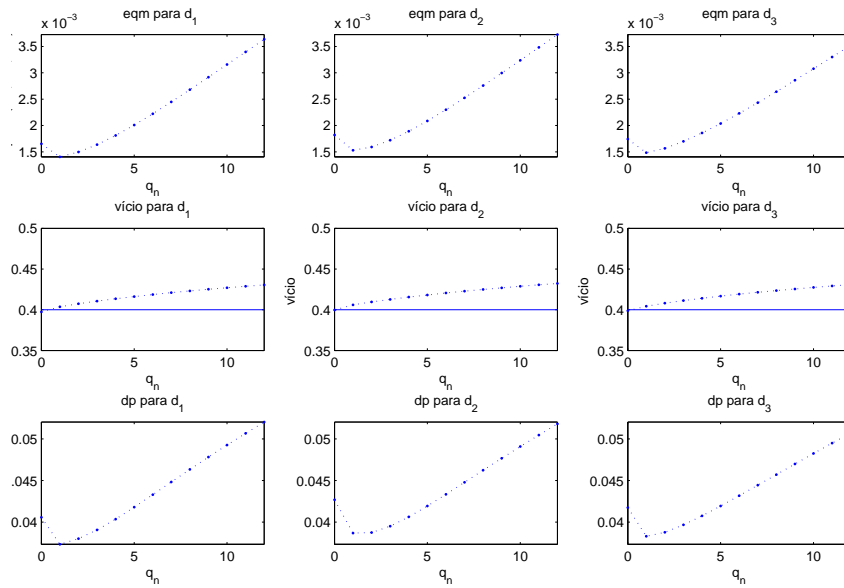 x 10⁻³ eqm para d₁
3.5
3
2.5
2
1.5
0 5 10
qₙ
x 10⁻³ eqm para d₂
3.5
3
2.5
2
1.5
0 5 10
qₙ
x 10⁻³ eqm para d₃
3.5
3
2.5
2
1.5
0 5 10
qₙ
vício para d₁
0.5
0.45
0.4
0.35
0 5 10
qₙ
vício para d₂
vício
0.5
0.45
0.4
0.35
0 5 10
qₙ
vício para d₃
0.5
0.45
0.4
0.35
0 5 10
qₙ
dp para d₁
0.05
0.045
0.04
0 5 10
qₙ
dp para d₂
0.05
0.045
0.04
0 5 10
qₙ
dp para d₃
0.05
0.045
0.04
0 5 10
qₙ